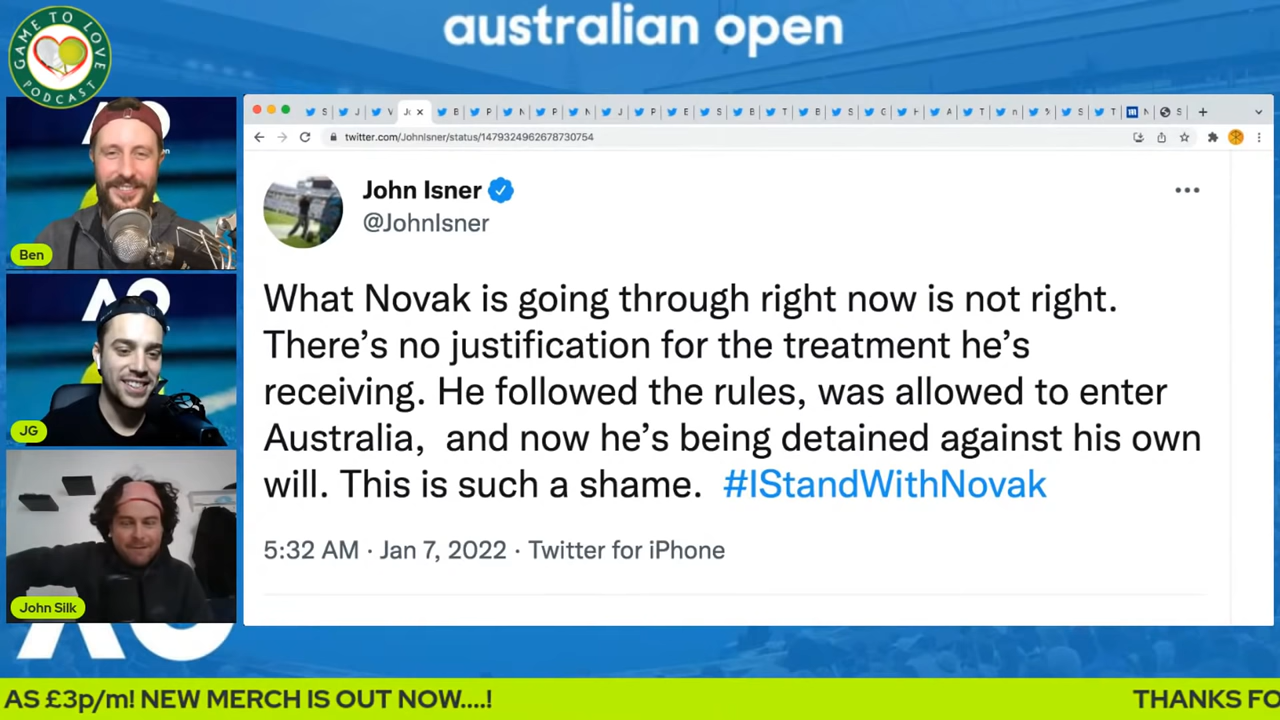 australian open
GAME TO LOVE
PODCAST
Ben
JG
John Silk
twitter.com/JohnIsner/status/1479324962678730754
John Isner
@JohnIsner
What Novak is going through right now is not right.
There's no justification for the treatment he's
receiving. He followed the rules, was allowed to enter
Australia, and now he's being detained against his own
will. This is such a shame. #IStandWithNovak
5:32 AM · Jan 7, 2022 · Twitter for iPhone
AS £3p/m! NEW MERCH IS OUT NOW....!
THANKS FO